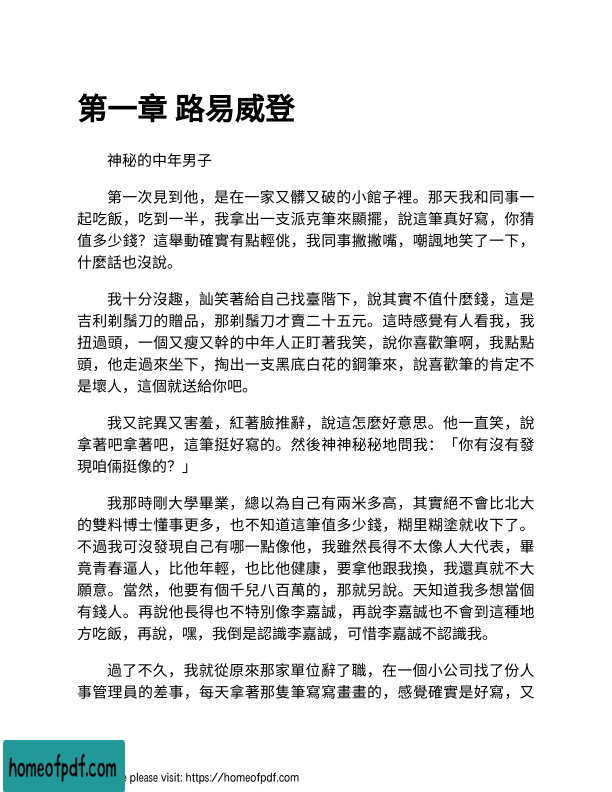 第一章 路易威登
神秘的中年男子
第一次見到他，是在一家又髒又破的小館子裡。那天我和同事一
起吃飯，吃到一半，我拿出一支派克筆來顯擺，說這筆真好寫，你猜
值多少錢？這舉動確實有點輕佻，我同事撇撇嘴，嘲諷地笑了一下，
什麼話也沒說。
我十分沒趣，訕笑著給自己找臺階下，說其實不值什麼錢，這是
吉利剃鬚刀的贈品，那剃鬚刀才賣二十五元。這時感覺有人看我，我
扭過頭，一個又瘦又幹的中年人正盯著我笑，說你喜歡筆啊，我點點
頭，他走過來坐下，掏出一支黑底白花的鋼筆來，說喜歡筆的肯定不
是壞人，這個就送給你吧。
我又詫異又害羞，紅著臉推辭，說這怎麼好意思。他一直笑，說
拿著吧拿著吧，這筆挺好寫的。然後神神秘秘地問我：「你有沒有發
現咱倆挺像的？」
我那時剛大學畢業，總以為自己有兩米多高，其實絕不會比北大
的雙料博士懂事更多，也不知道這筆值多少錢，糊里糊塗就收下了。
不過我可沒發現自己有哪一點像他，我雖然長得不太像人大代表，畢
竟青春逼人，比他年輕，也比他健康，要拿他跟我換，我還真就不大
願意。當然，他要有個千兒八百萬的，那就另說。天知道我多想當個
有錢人。再說他長得也不特別像李嘉誠，再說李嘉誠也不會到這種地
方吃飯，再說，嘿，我倒是認識李嘉誠，可惜李嘉誠不認識我。
過了不久，我就從原來那家單位辭了職，在一個小公司找了份人
事管理員的差事，每天拿著那隻筆寫寫畫畫的，感覺確實是好寫，又
homeofpdf.com
e please visit: https://homeofpdf.com